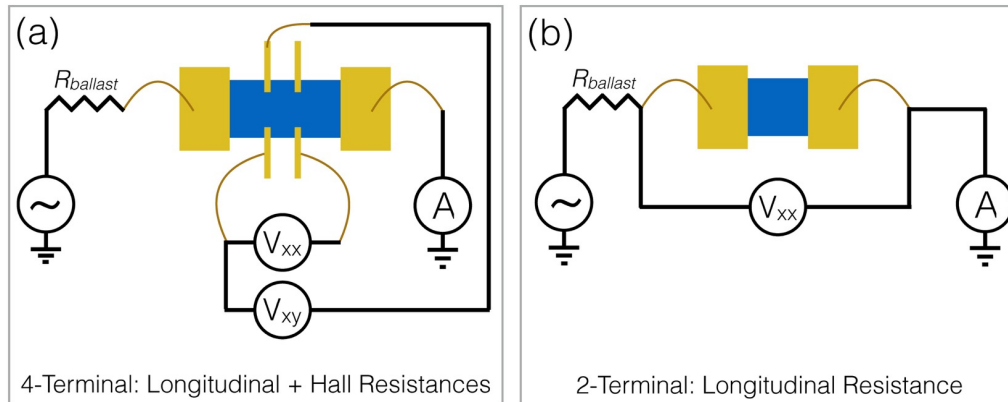 (a)
R_ballast
~
A
V_xx
V_xy
4-Terminal: Longitudinal + Hall Resistances
(b)
R_ballast
~
V_xx
A
2-Terminal: Longitudinal Resistance